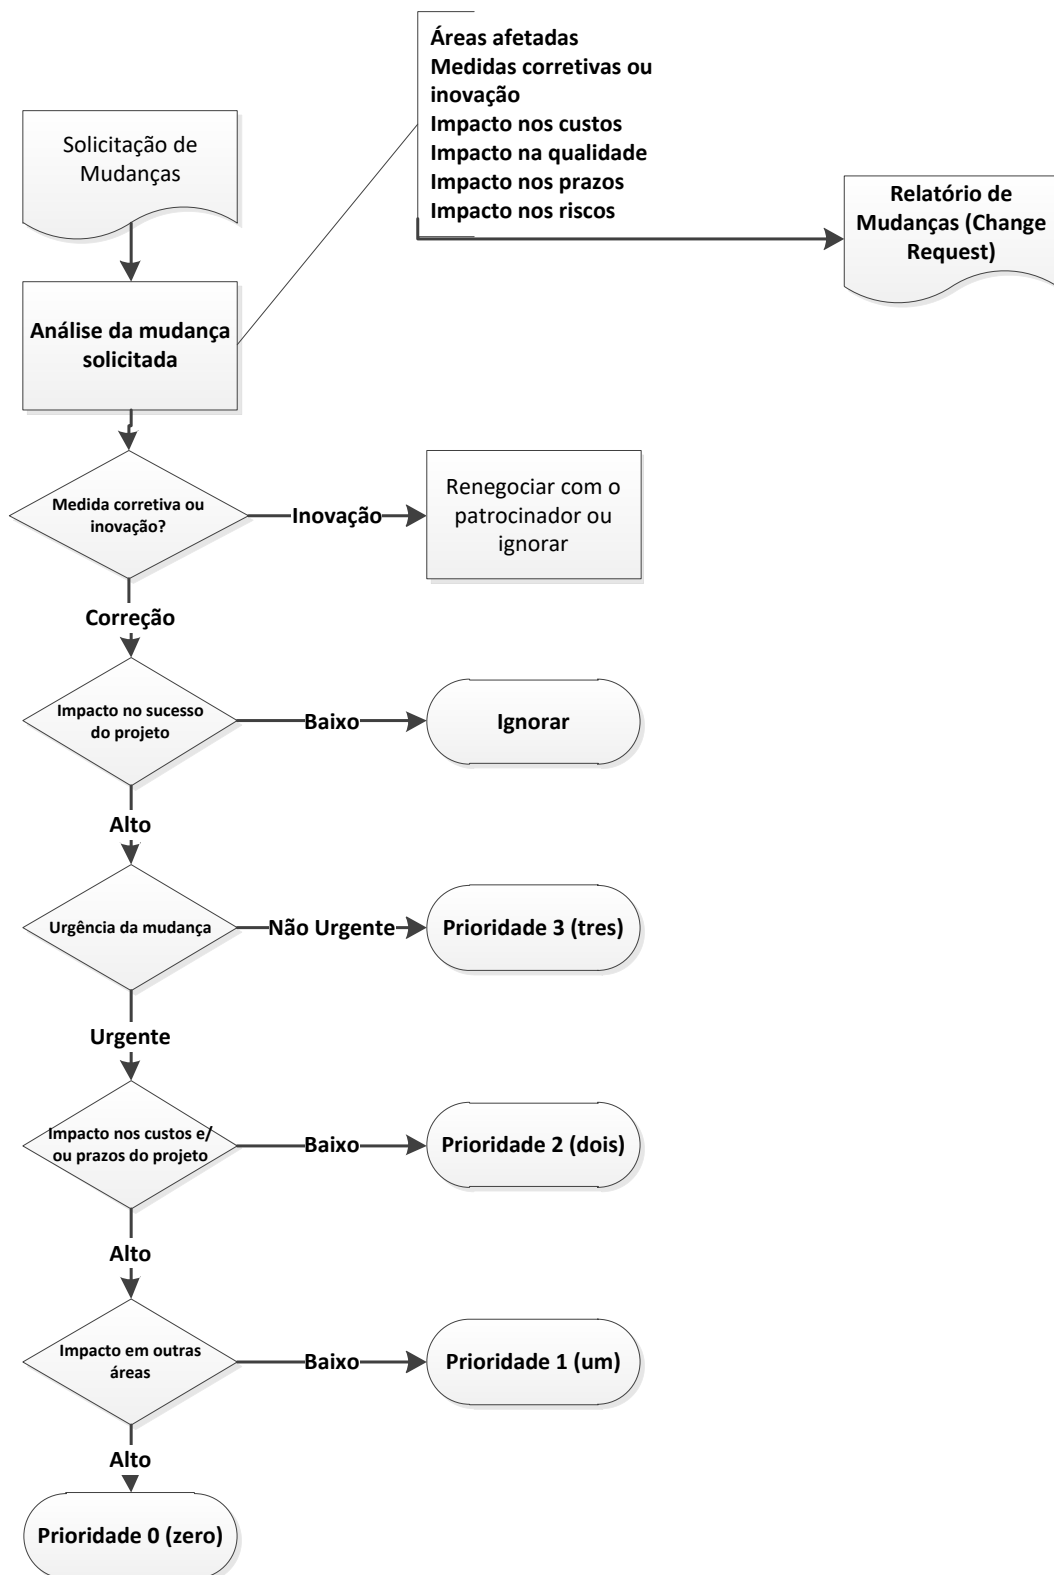 Áreas afetadas
Medidas corretivas ou
inovação
Impacto nos custos
Impacto na qualidade
Impacto nos prazos
Impacto nos riscos
Solicitação de
Mudanças
Relatório de
Mudanças (Change
Request)
Análise da mudança
solicitada
Medida corretiva ou
inovação?
Inovação
Renegociar com o
patrocinador ou
ignorar
Correção
Impacto no sucesso
do projeto
Baixo
Ignorar
Alto
Urgência da mudança
Não Urgente
Prioridade 3 (tres)
Urgente
Impacto nos custos e/
ou prazos do projeto
Baixo
Prioridade 2 (dois)
Alto
Impacto em outras
áreas
Baixo
Prioridade 1 (um)
Alto
Prioridade 0 (zero)